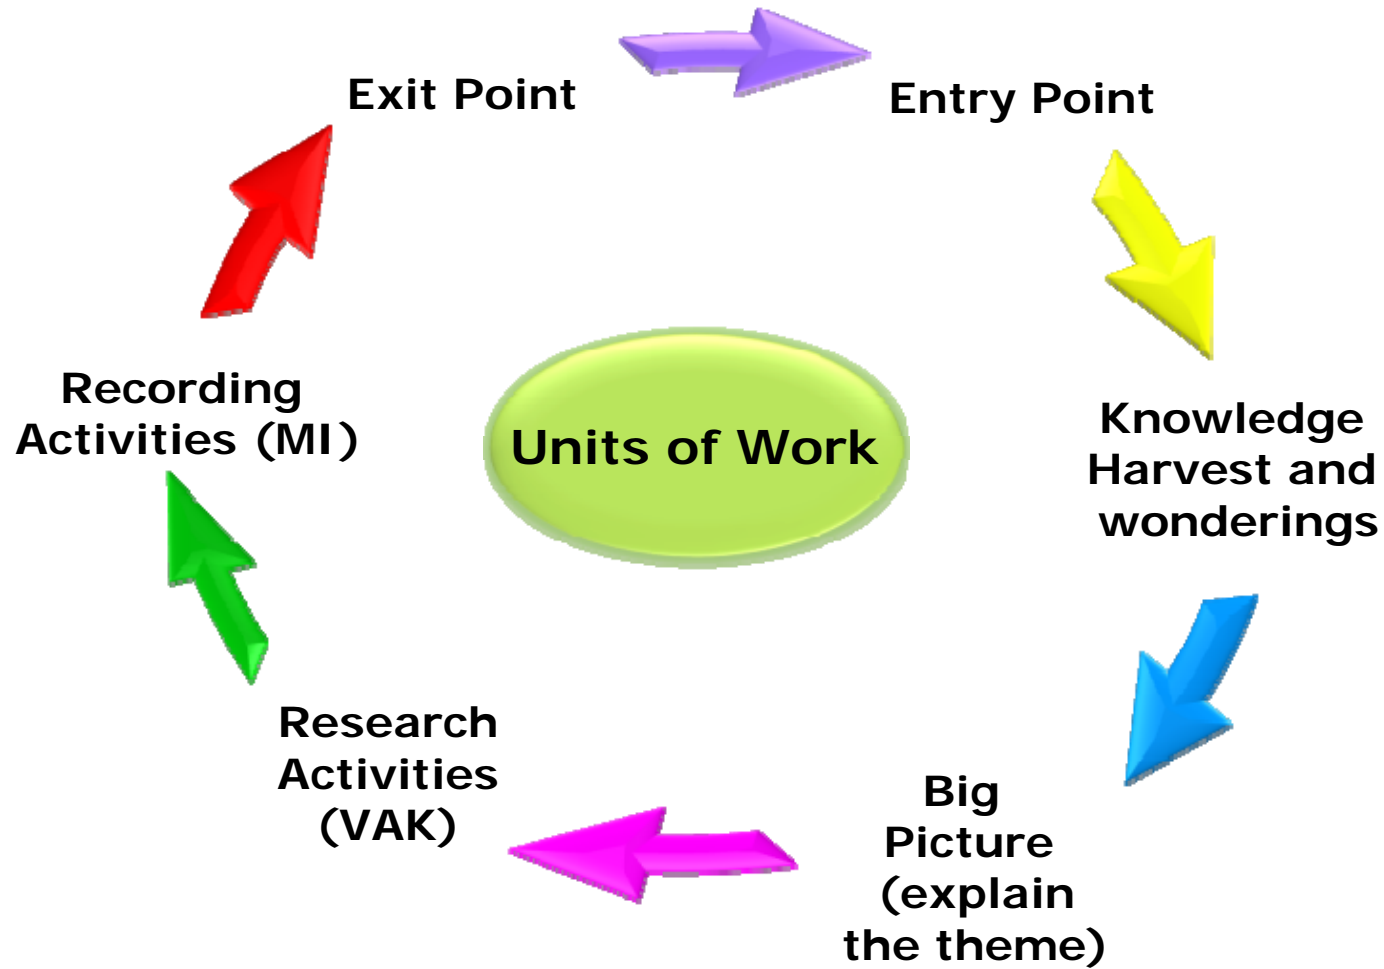 Exit Point
Entry Point
Knowledge
Harvest and
wonderings
Big
Picture
(explain
the theme)
Research
Activities
(VAK)
Recording
Activities (MI)
Units of Work